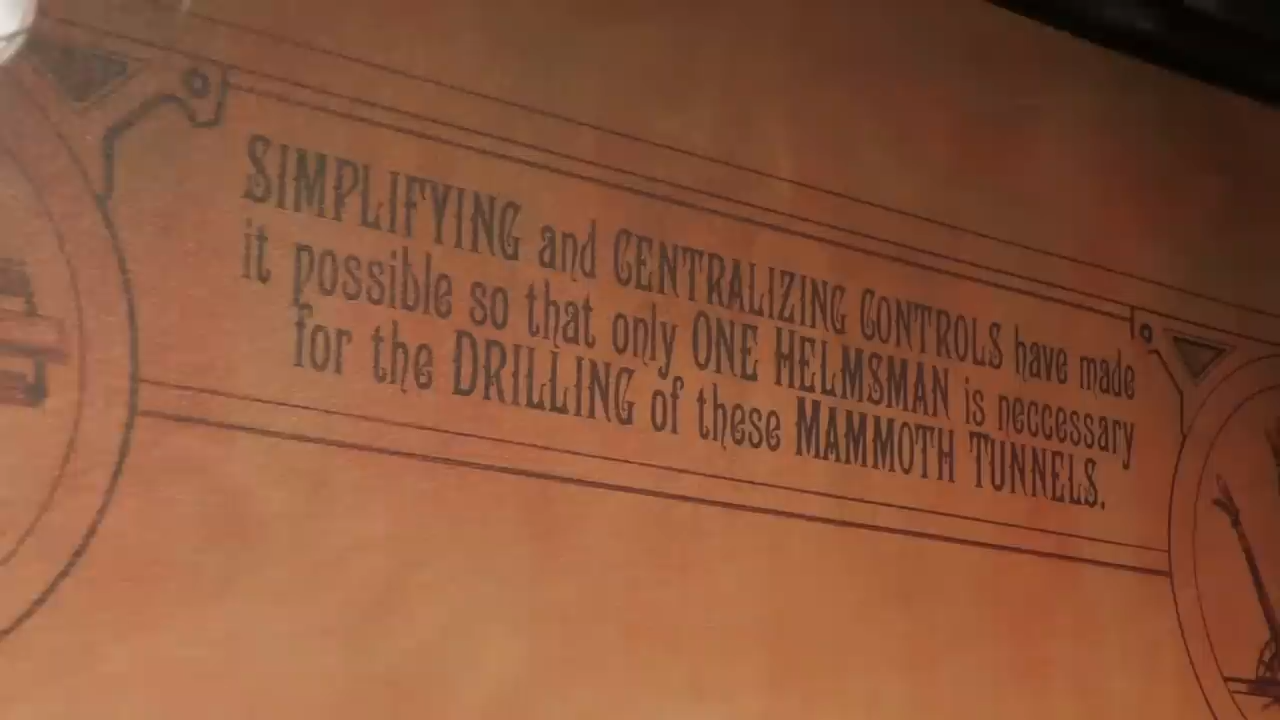 SIMPLIFYING and CENTRALIZING CONTROLS have made
it possible so that only ONE HELMSMAN is neccessary
for the DRILLING of these MAMMOTH TUNNELS.